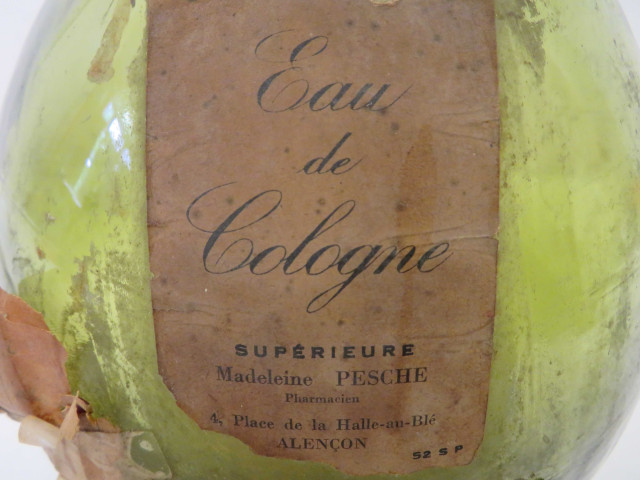 Eau
de
Cologne
SUPÉRIEURE
Madeleine PESCHE
Pharmacien
4, Place de la Halle-au-Blé
ALENÇON
52 S P